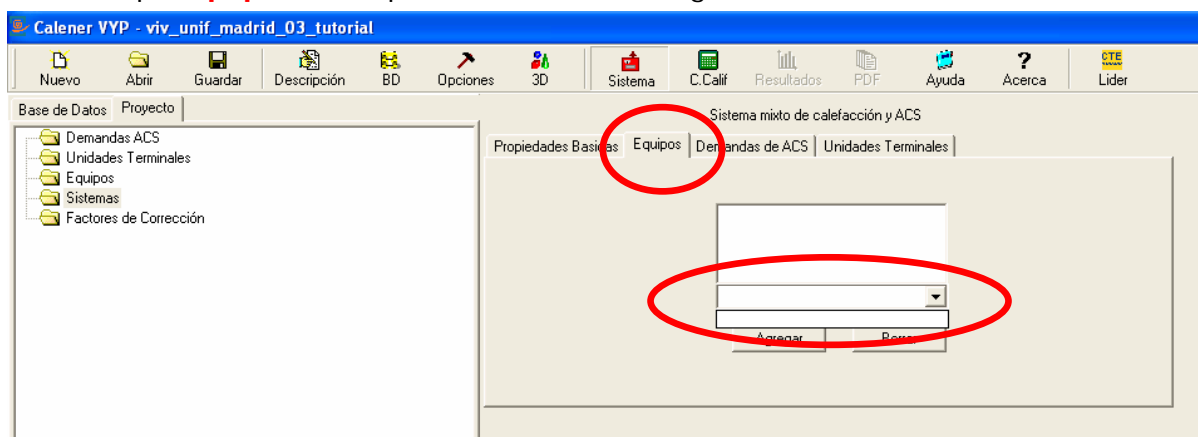 Calener VYP - viv_unif_madrid_03_tutorial
Nuevo Abrir Guardar Descripción BD Opciones 3D Sistema C.Calif Resultados PDF Ayuda Acerca CTE Lider
Base de Datos Proyecto
Sistema mixto de calefacción y ACS
Propiedades Basicas Equipos Demandas de ACS Unidades Terminales
Demandas ACS
Unidades Terminales
Equipos
Sistemas
Factores de Corrección
Agregar Borrar